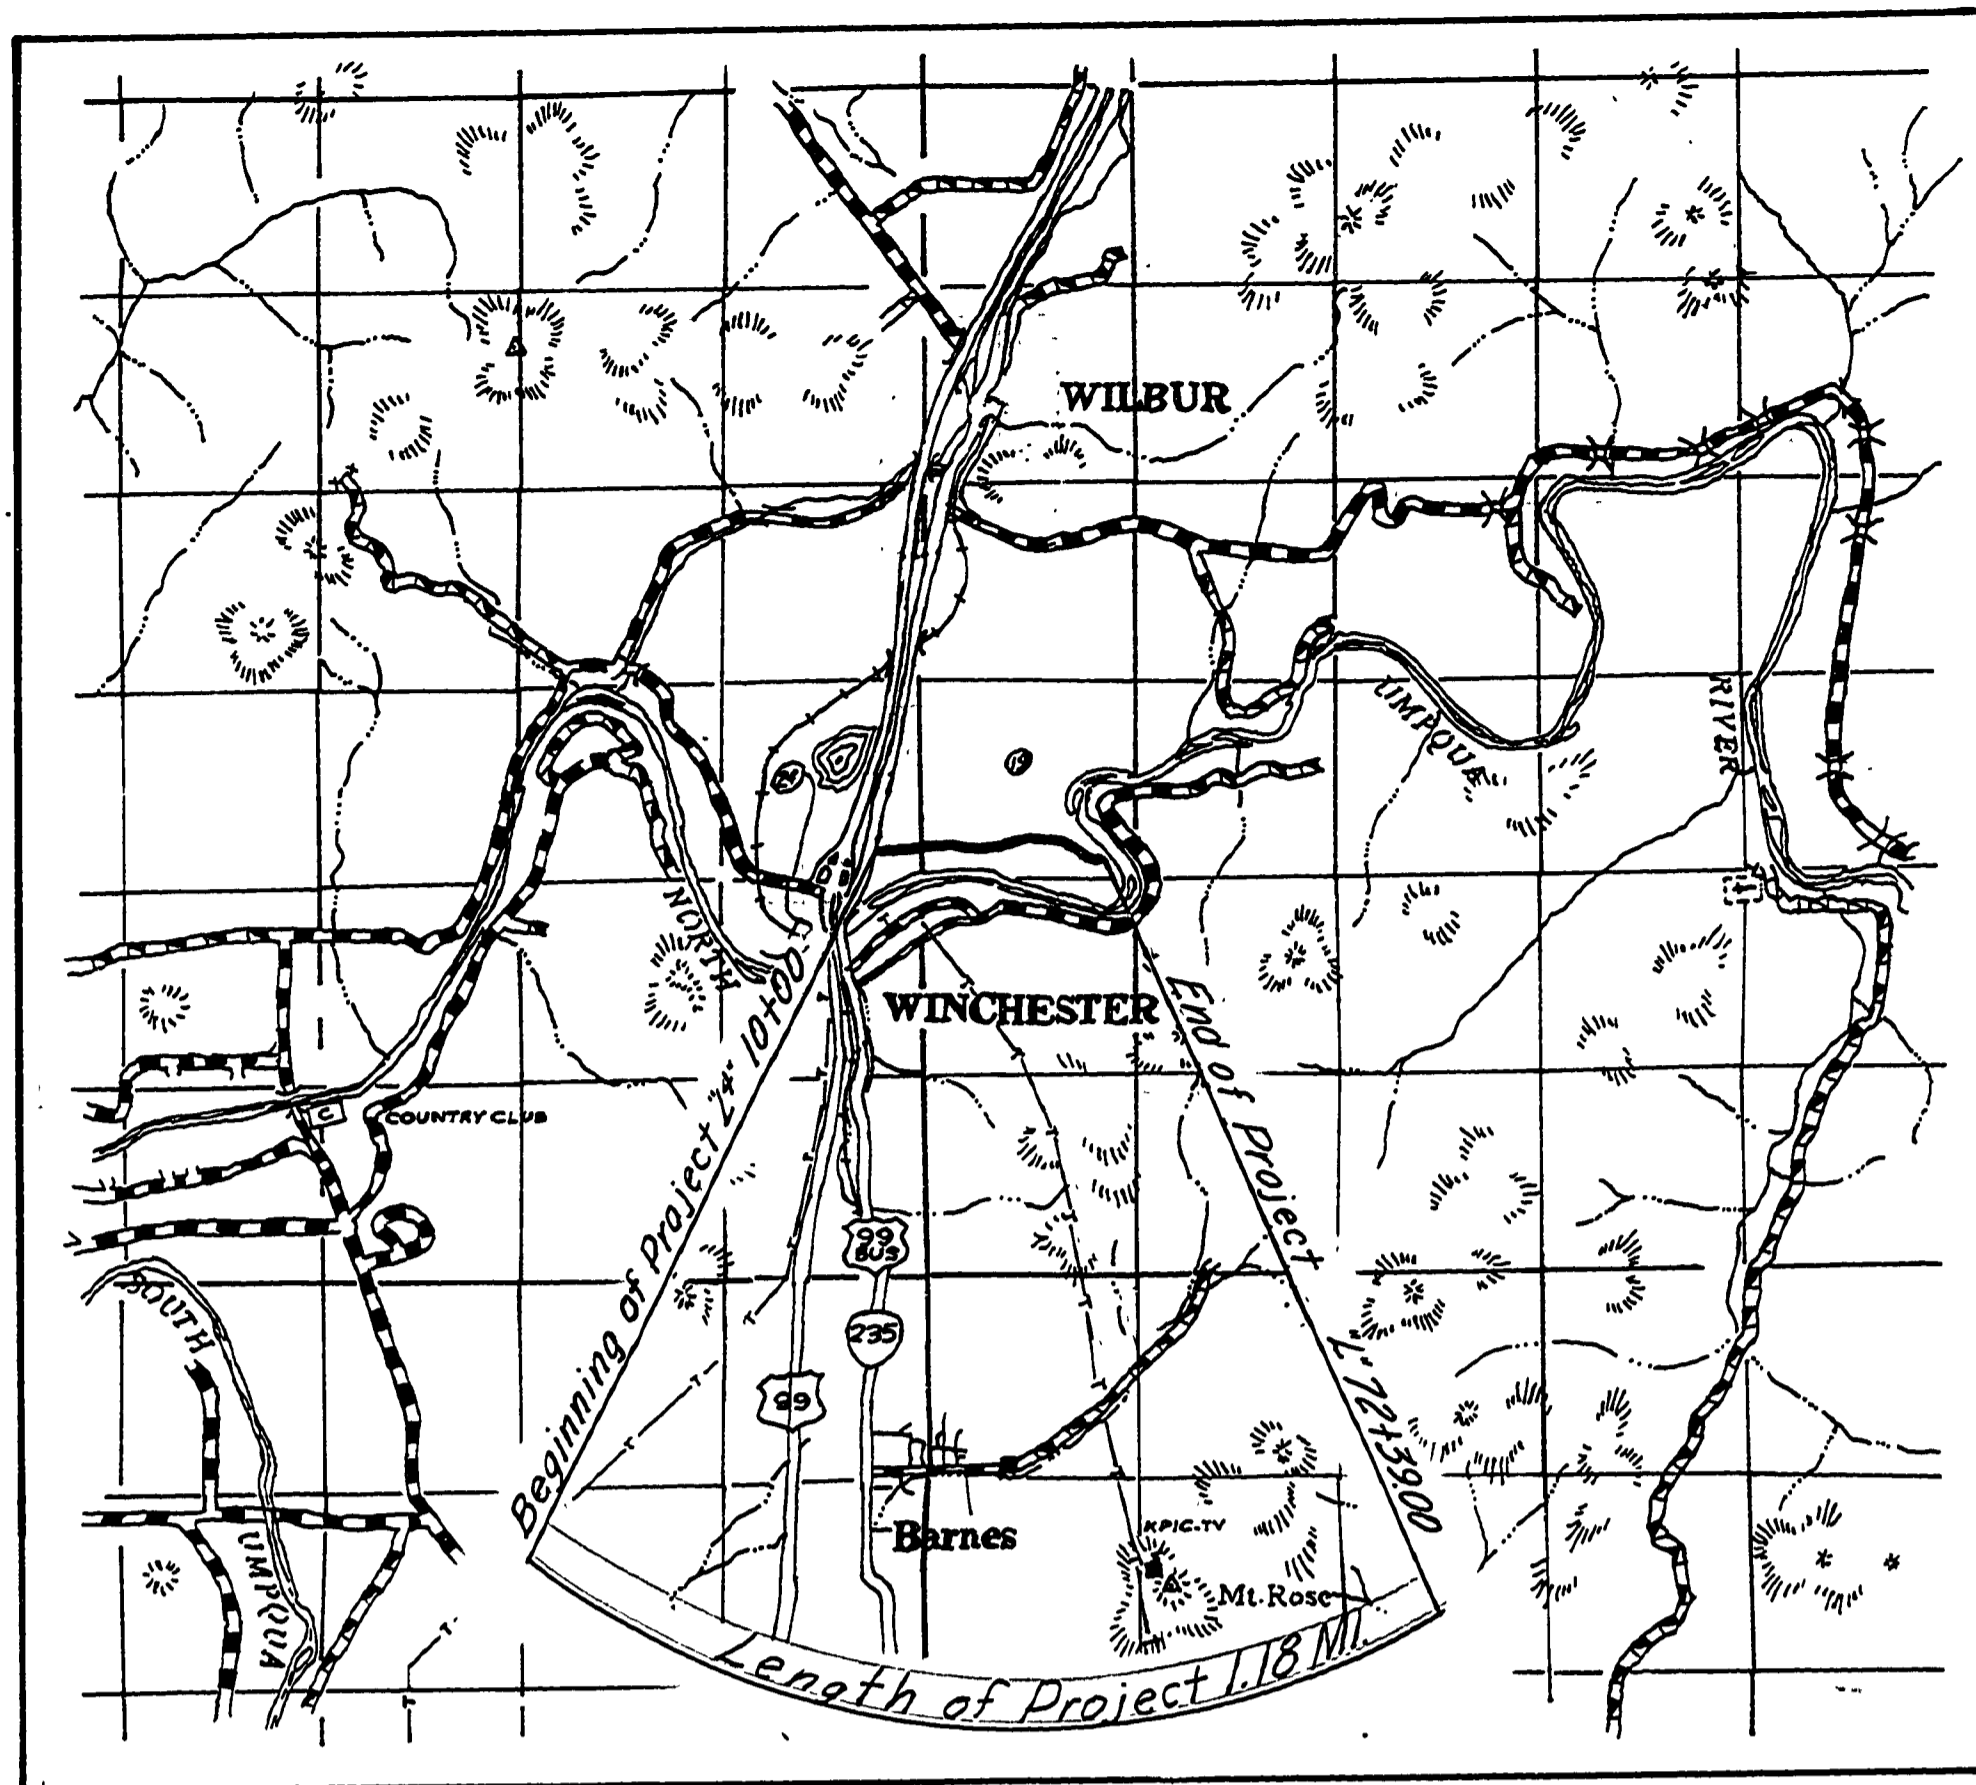 WILBUR
UMPQUA
RIVER
19
NORTH
WINCHESTER
C
COUNTRY CLUB
Beginning of Project "L" 10+00
End of Project "L" 72+39.00
99
BUS
235
99
SOUTH
UMPQUA
Barnes
KPIC-TV
Mt. Rose
Length of Project 1.18 Mi.